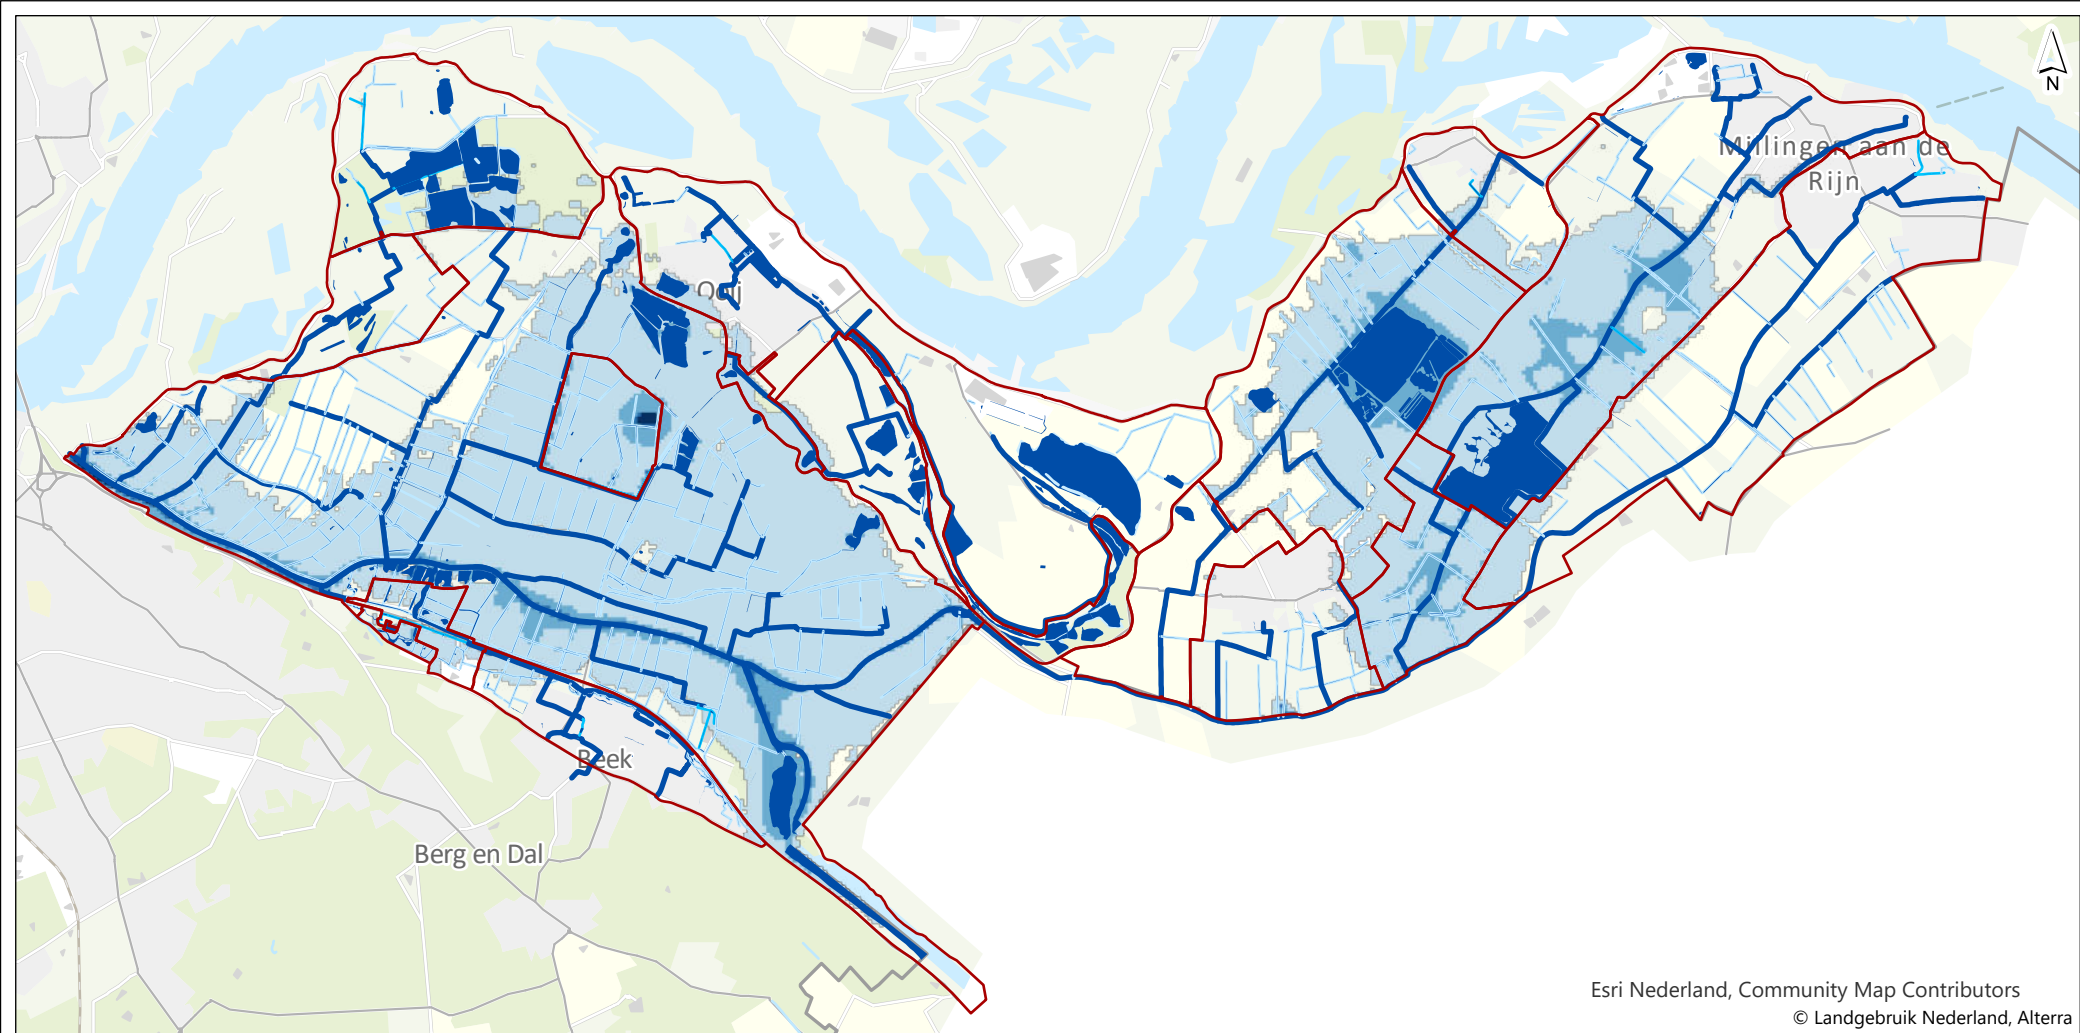 N
Millingen aan de
Rijn
Ooij
Beek
Berg en Dal
Esri Nederland, Community Map Contributors
© Landgebruik Nederland, Alterra